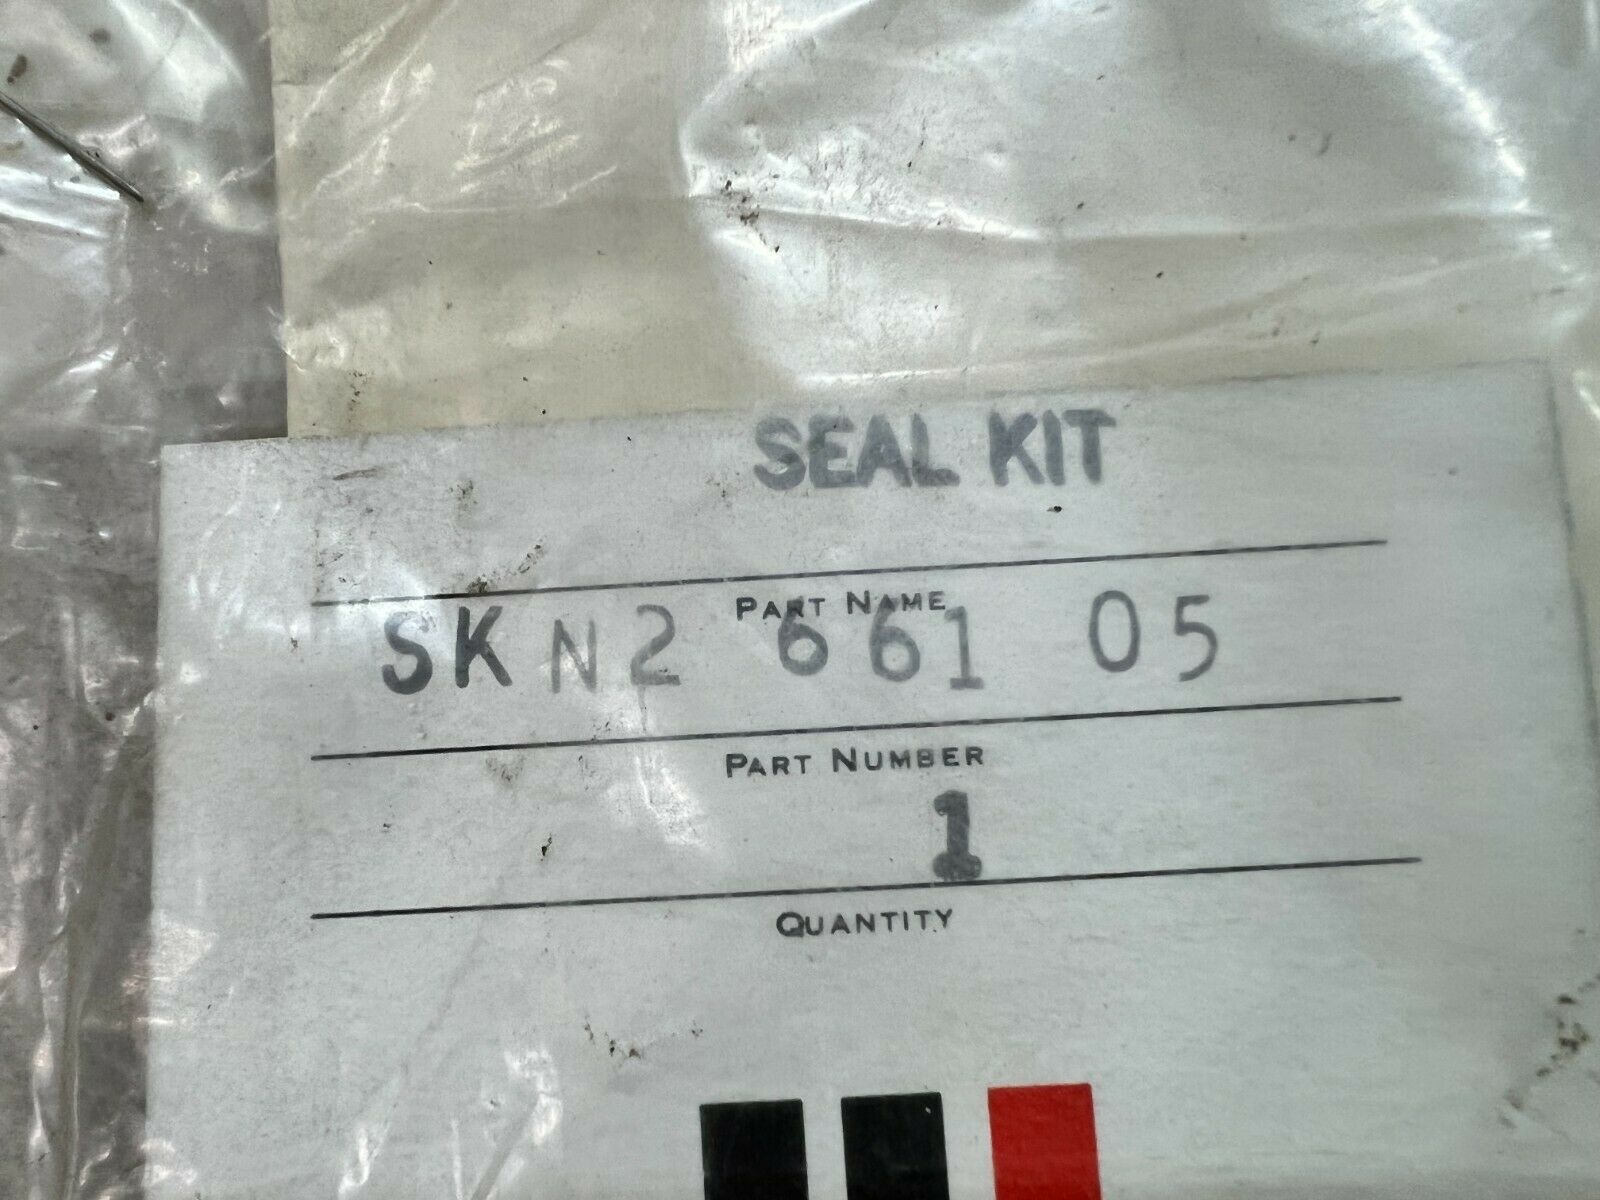 SEAL KIT
PART NAME
SKN2 661 05
PART NUMBER
1
QUANTITY